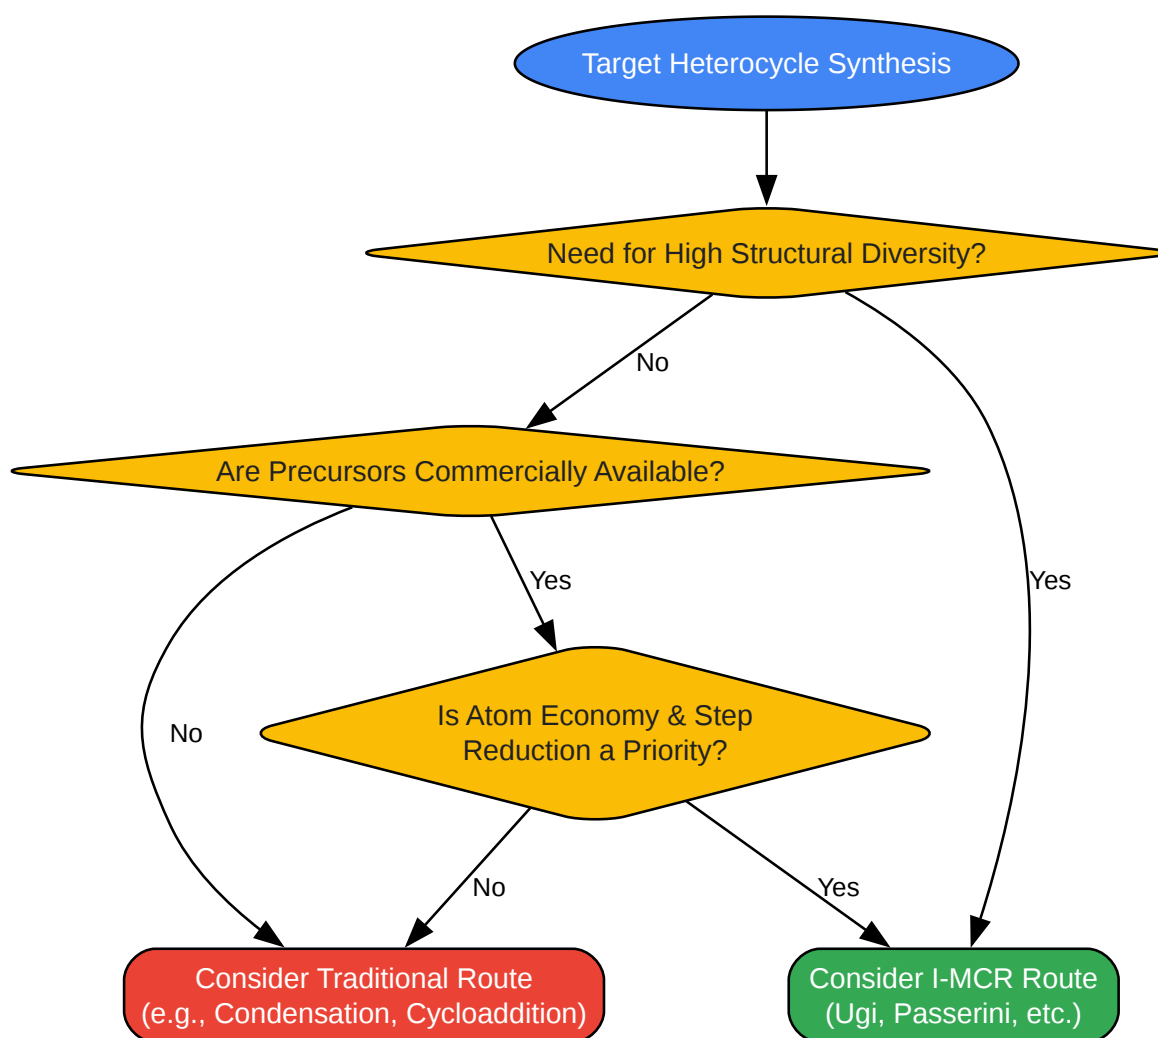 Target Heterocycle Synthesis
Need for High Structural Diversity?
No
Are Precursors Commercially Available?
Yes
Yes
Is Atom Economy & Step
Reduction a Priority?
No
No
Yes
Consider Traditional Route
(e.g., Condensation, Cycloaddition)
Consider I-MCR Route
(Ugi, Passerini, etc.)